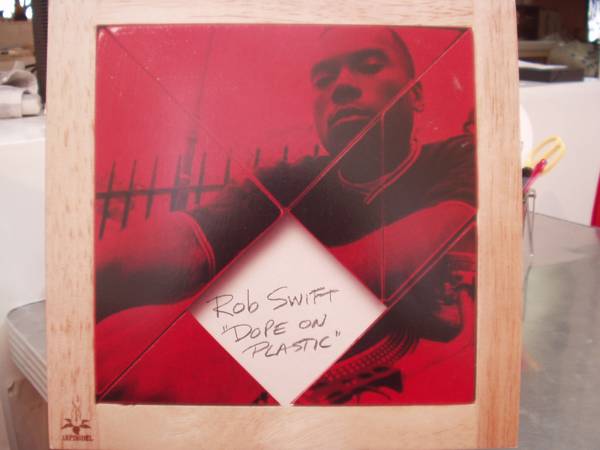 Rob Swift
"Dope on
Plastic"